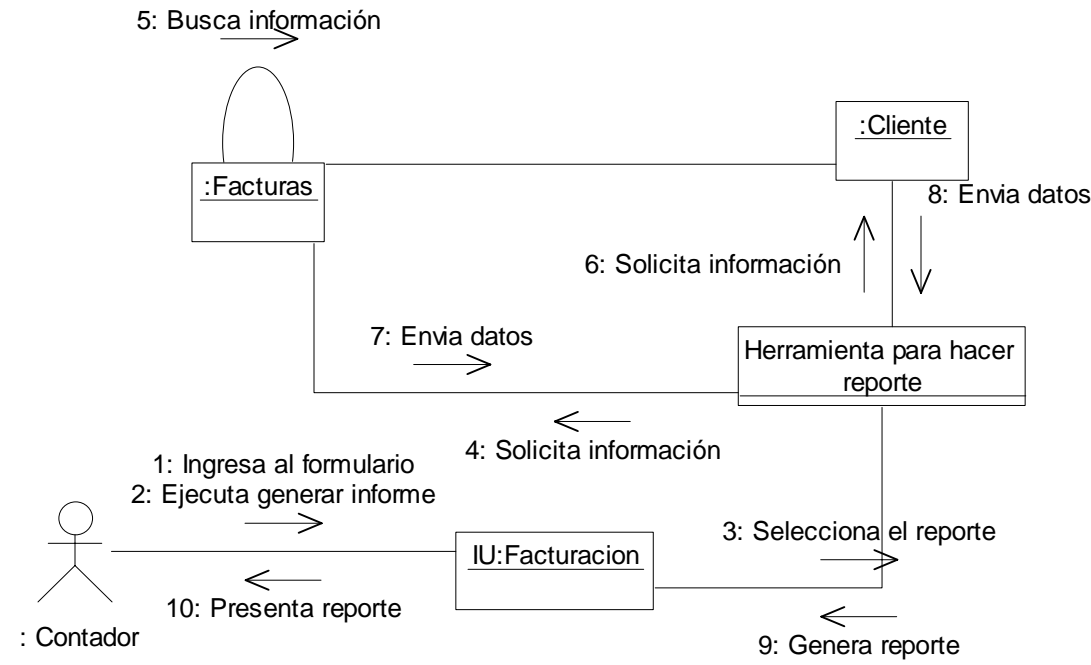 5: Busca información
:Cliente
:Facturas
8: Envia datos
6: Solicita información
7: Envia datos
Herramienta para hacer
reporte
4: Solicita información
1: Ingresa al formulario
2: Ejecuta generar informe
3: Selecciona el reporte
IU:Facturacion
10: Presenta reporte
: Contador
9: Genera reporte